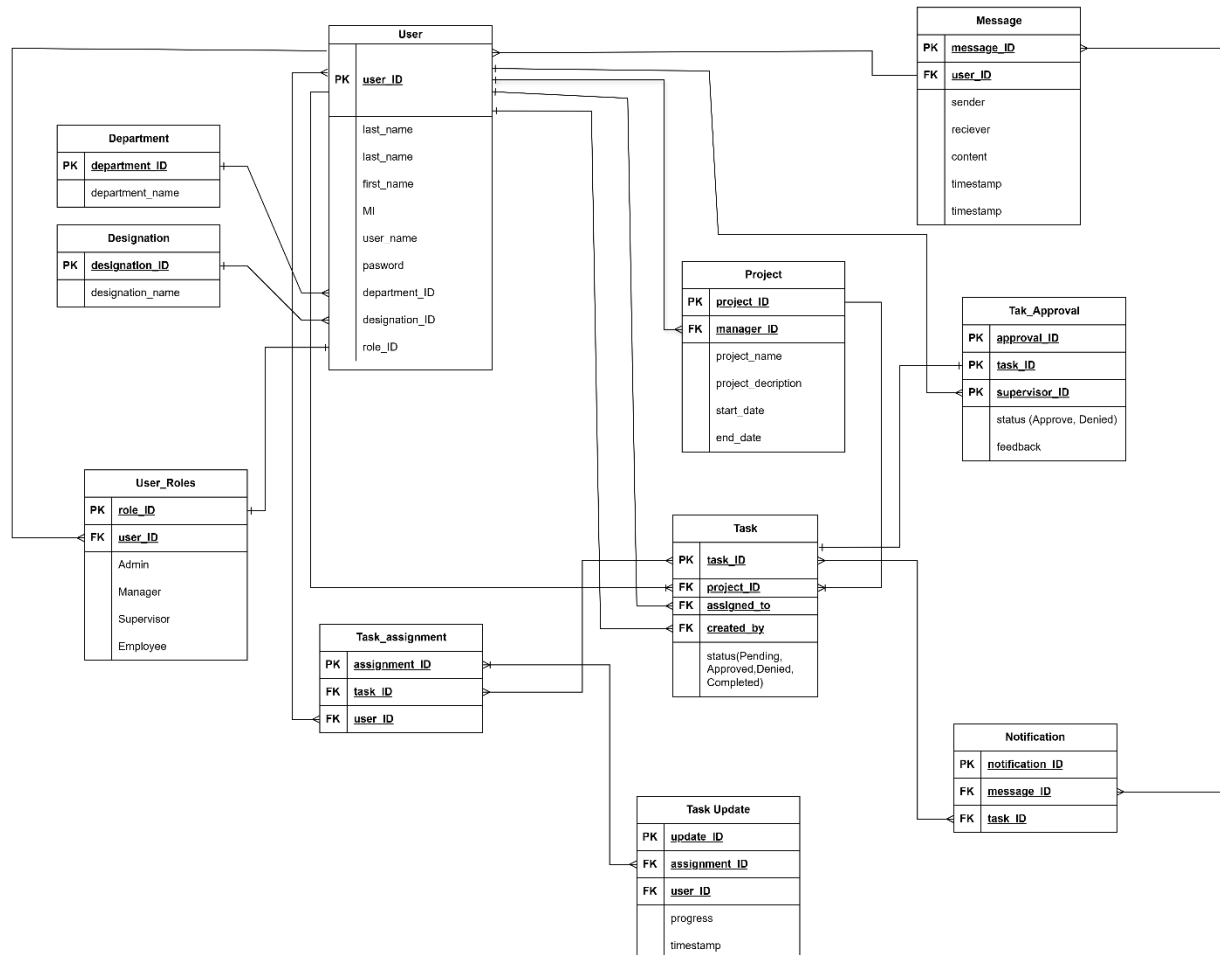 User
PK user_ID
last_name
last_name
first_name
MI
user_name
pasword
department_ID
designation_ID
role_ID
Message
PK message_ID
FK user_ID
sender
reciever
content
timestamp
timestamp
Department
PK department_ID
department_name
Designation
PK designation_ID
designation_name
Project
PK project_ID
FK manager_ID
project_name
project_decription
start_date
end_date
Tak_Approval
PK approval_ID
PK task_ID
PK supervisor_ID
status (Approve, Denied)
feedback
User_Roles
PK role_ID
FK user_ID
Admin
Manager
Supervisor
Employee
Task
PK task_ID
FK project_ID
FK assigned_to
FK created_by
status(Pending,
Approved,Denied,
Completed)
Task_assignment
PK assignment_ID
FK task_ID
FK user_ID
Notification
PK notification_ID
FK message_ID
FK task_ID
Task Update
PK update_ID
FK assignment_ID
FK user_ID
progress
timestamp